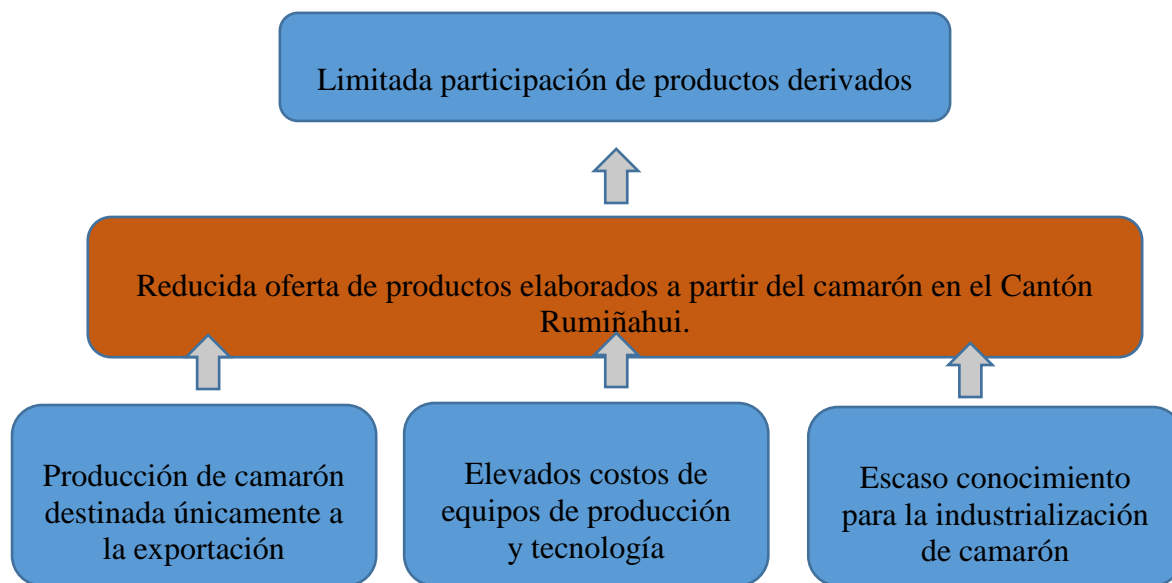 Limitada participación de productos derivados
Reducida oferta de productos elaborados a partir del camarón en el Cantón
Rumiñahui.
Producción de camarón
destinada únicamente a
la exportación
Elevados costos de
equipos de producción
y tecnología
Escaso conocimiento
para la industrialización
de camarón